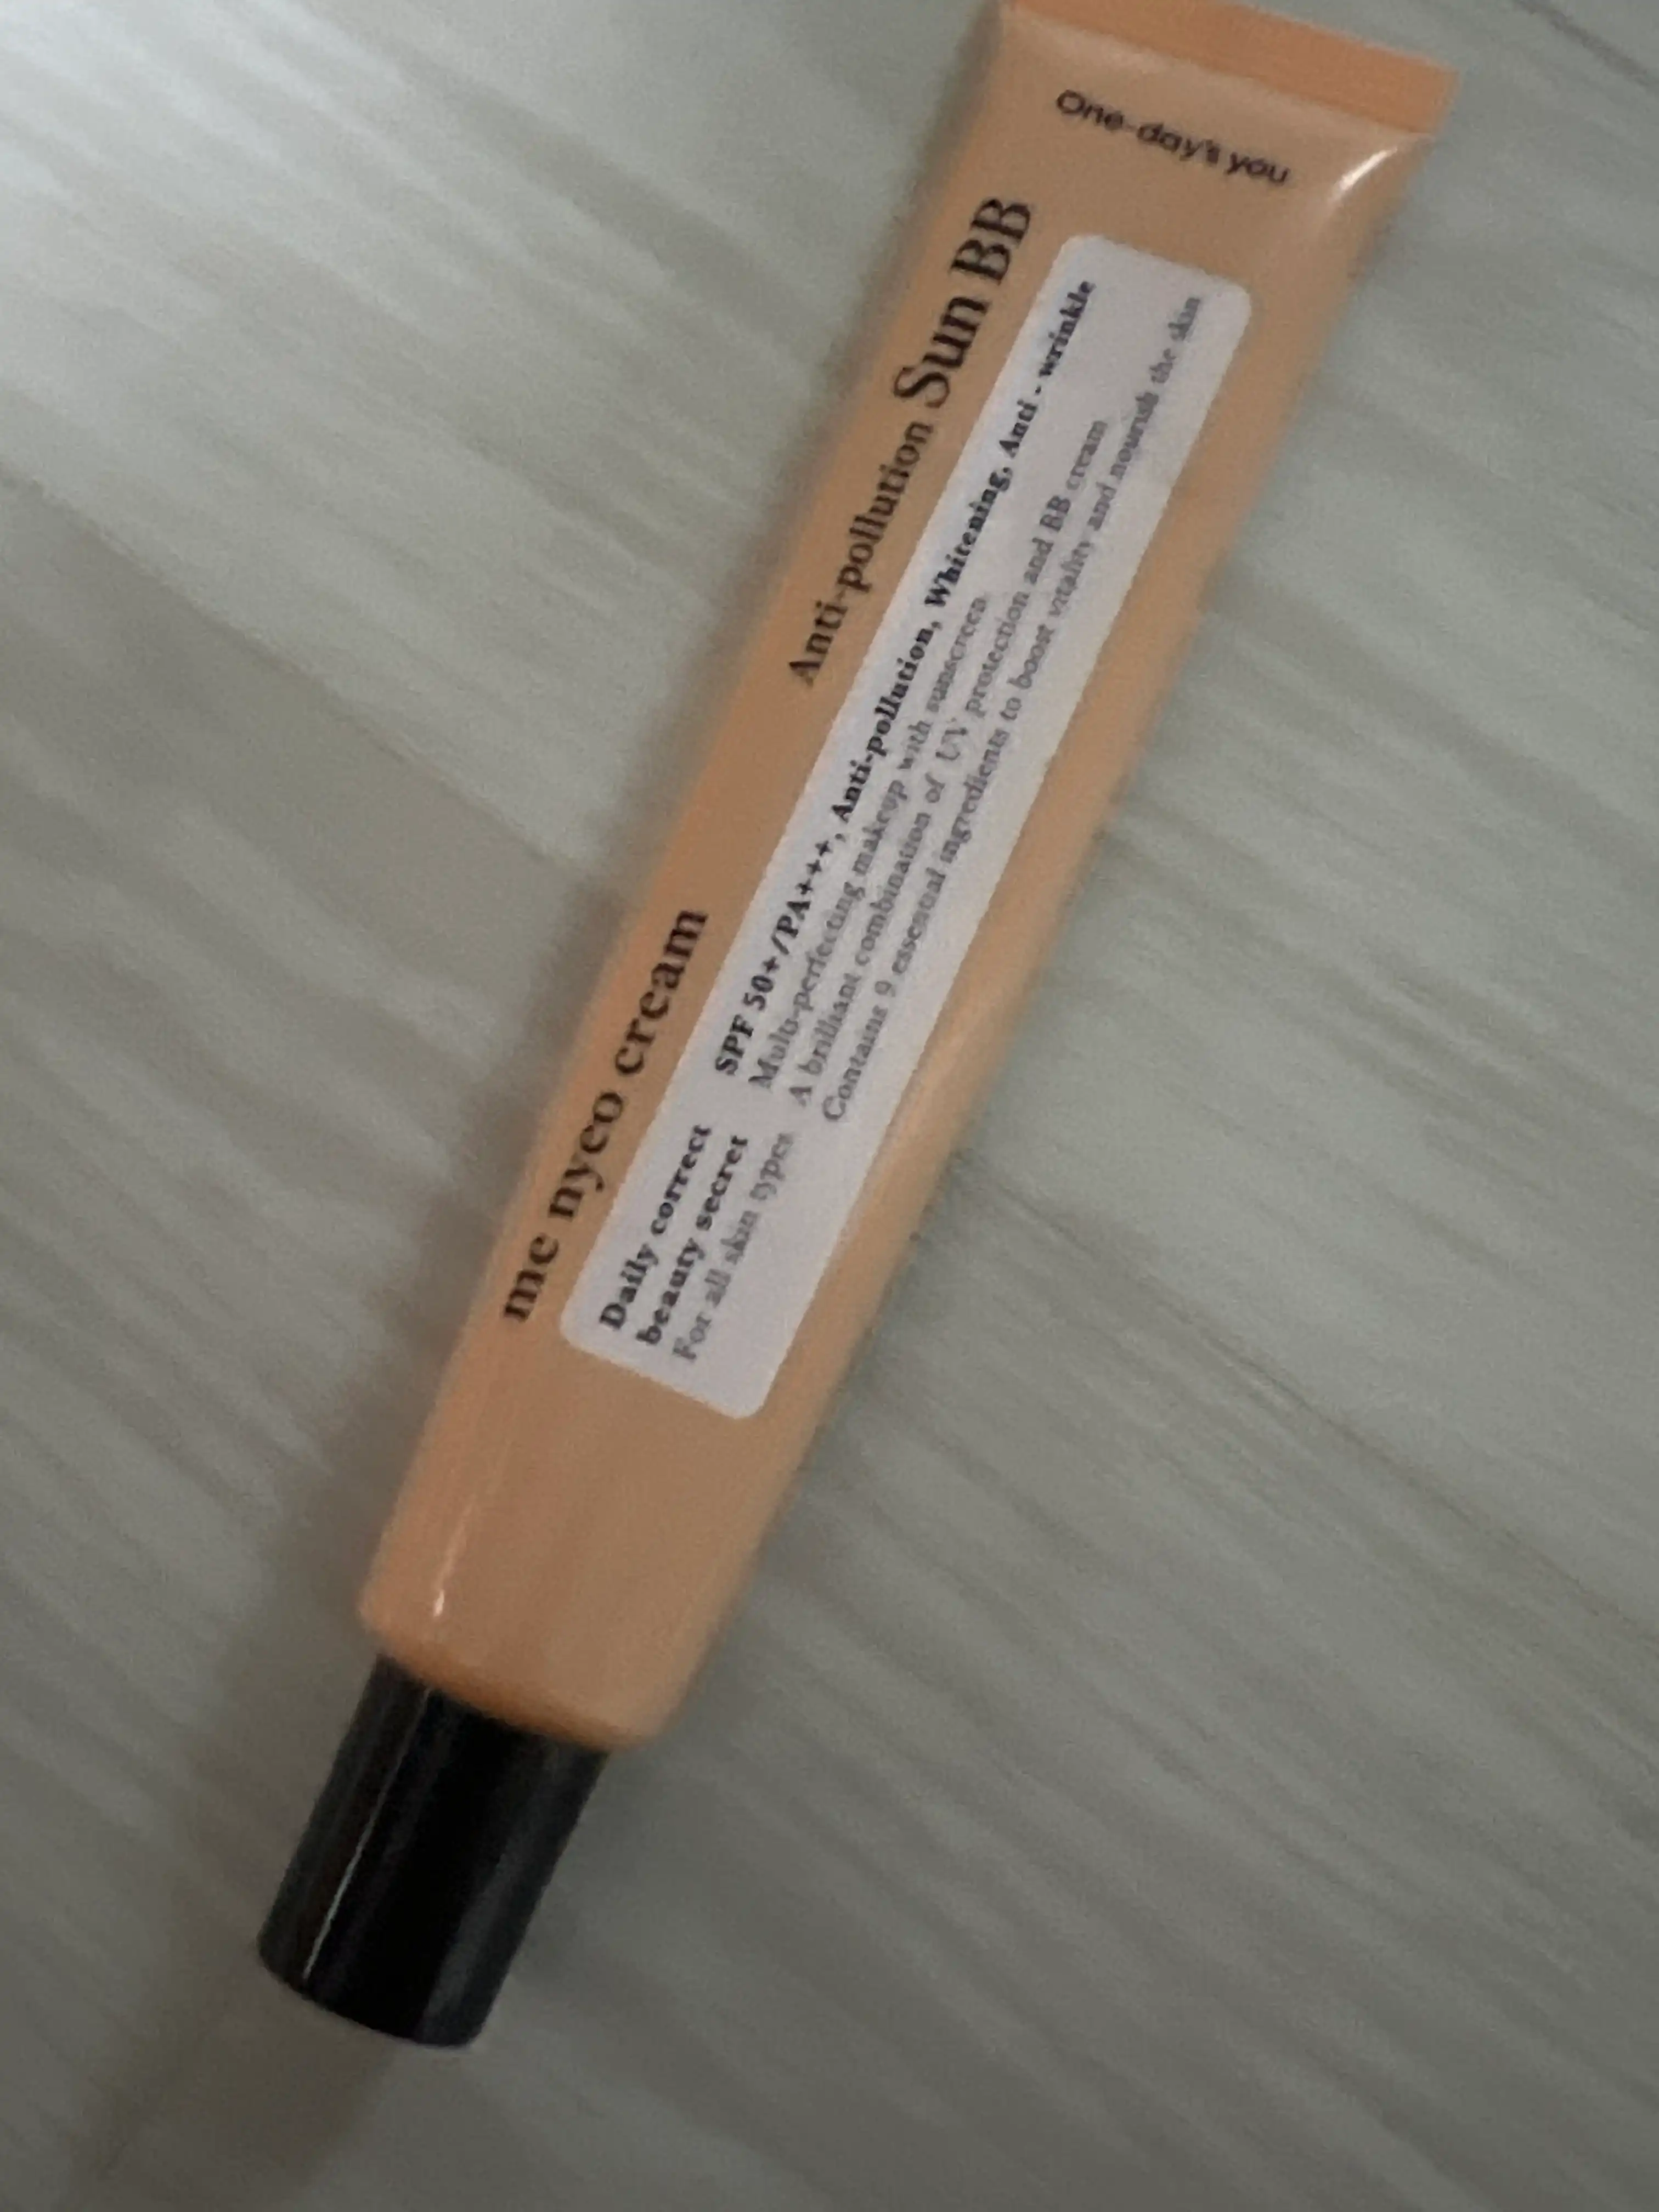 One-day's you
me nyeo cream
Anti-pollution Sun BB
Daily correct
beauty secret
For all skin types
SPF 50+/PA+++, Anti-pollution, Whitening, Anti - wrinkle
Multi-perfecting makeup with sunscreen
A brilliant combination of UV protection and BB cream
Contains 9 essential ingredients to boost vitality and nourish the skin